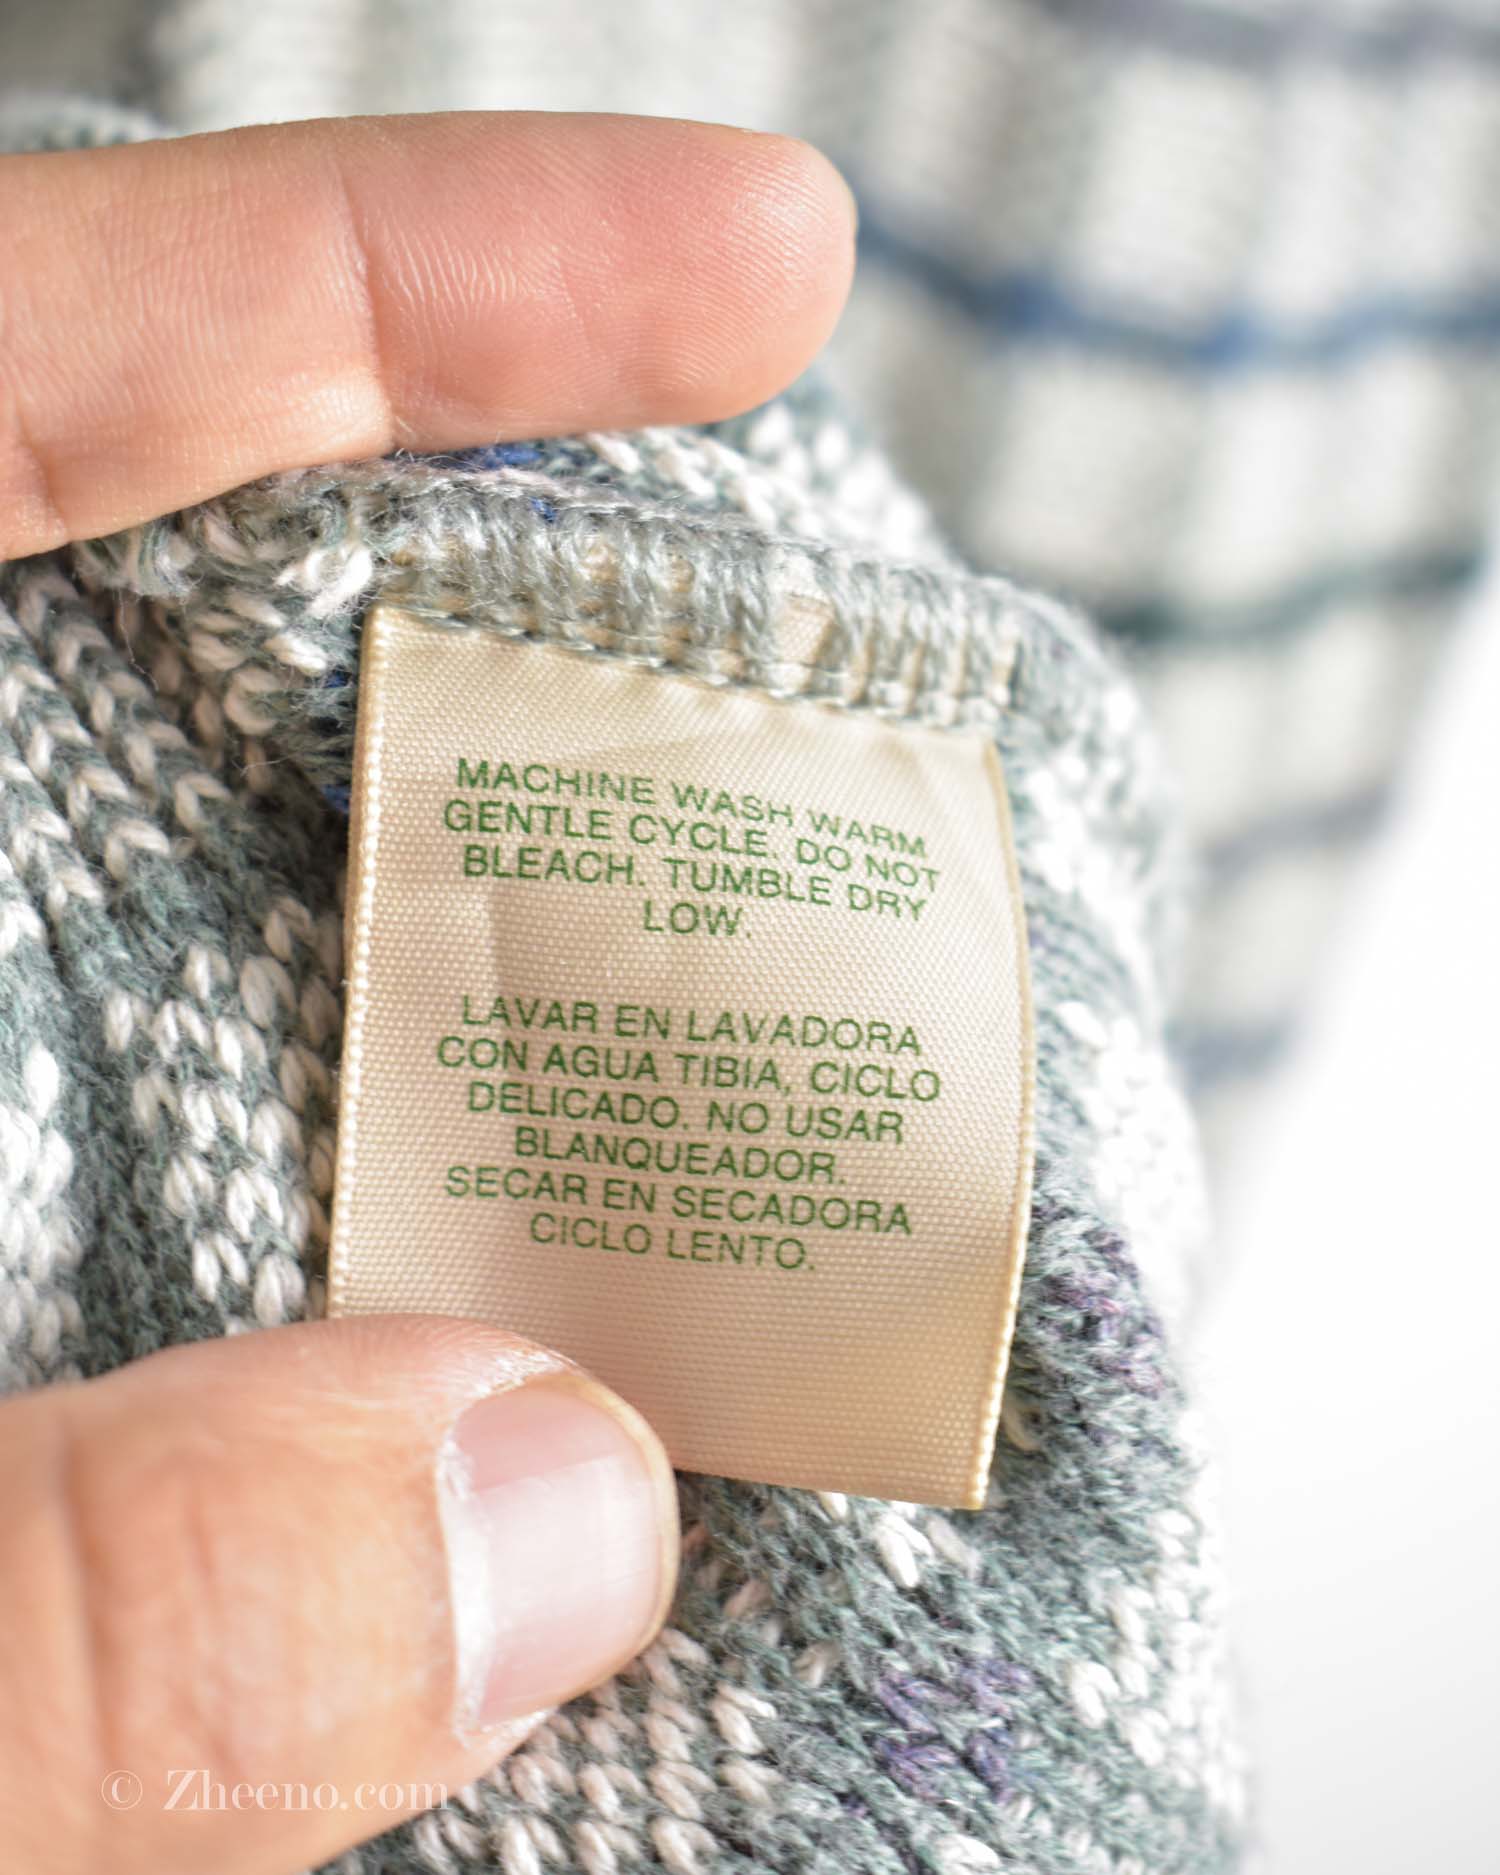 MACHINE WASH WARM
GENTLE CYCLE. DO NOT
BLEACH. TUMBLE DRY
LOW.
LAVAR EN LAVADORA
CON AGUA TIBIA, CICLO
DELICADO. NO USAR
BLANQUEADOR.
SECAR EN SECADORA
CICLO LENTO.
© Zheeno.com